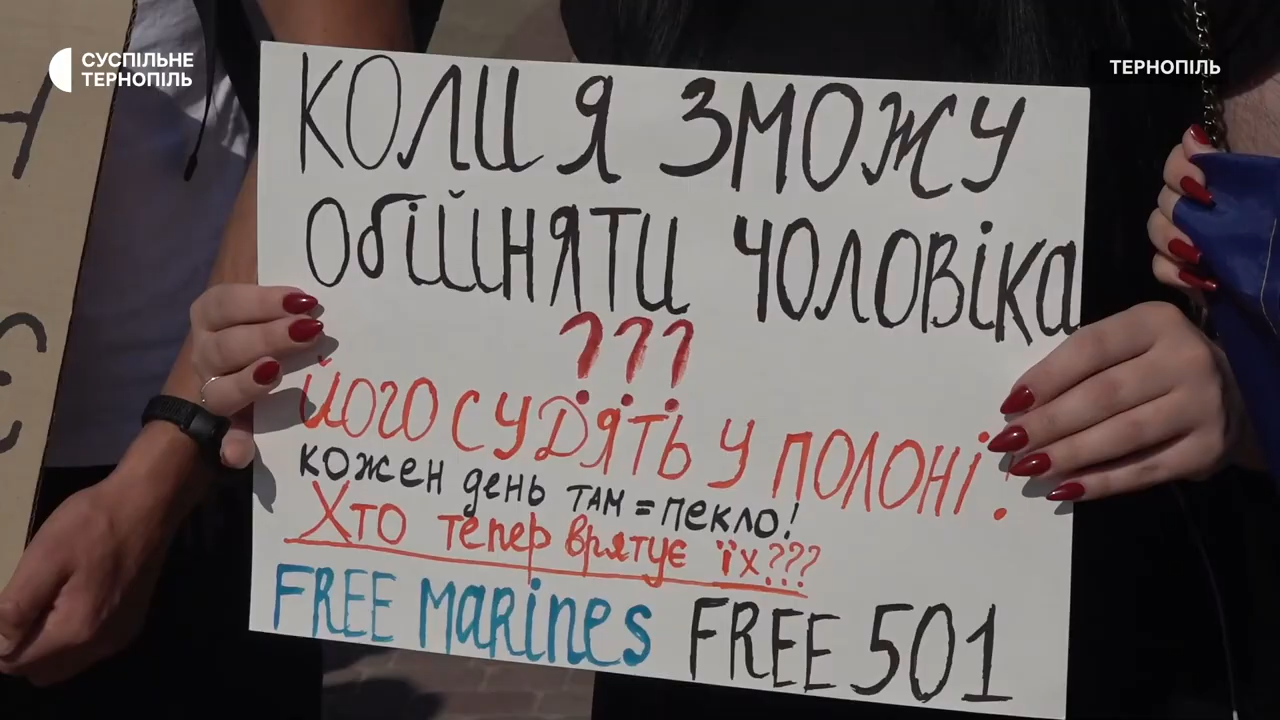 СУСПІЛЬНЕ
ТЕРНОПІЛЬ
ТЕРНОПІЛЬ
КОЛИ Я ЗМОЖУ
ОбіЙНЯТИ ЧОЛОВіКа
???
ЙОГО СУДЯТЬ У ПОЛОНІ!
кожен день там = пекло!
Хто тепер врятує їх???
FREE MARiNES FREE 501